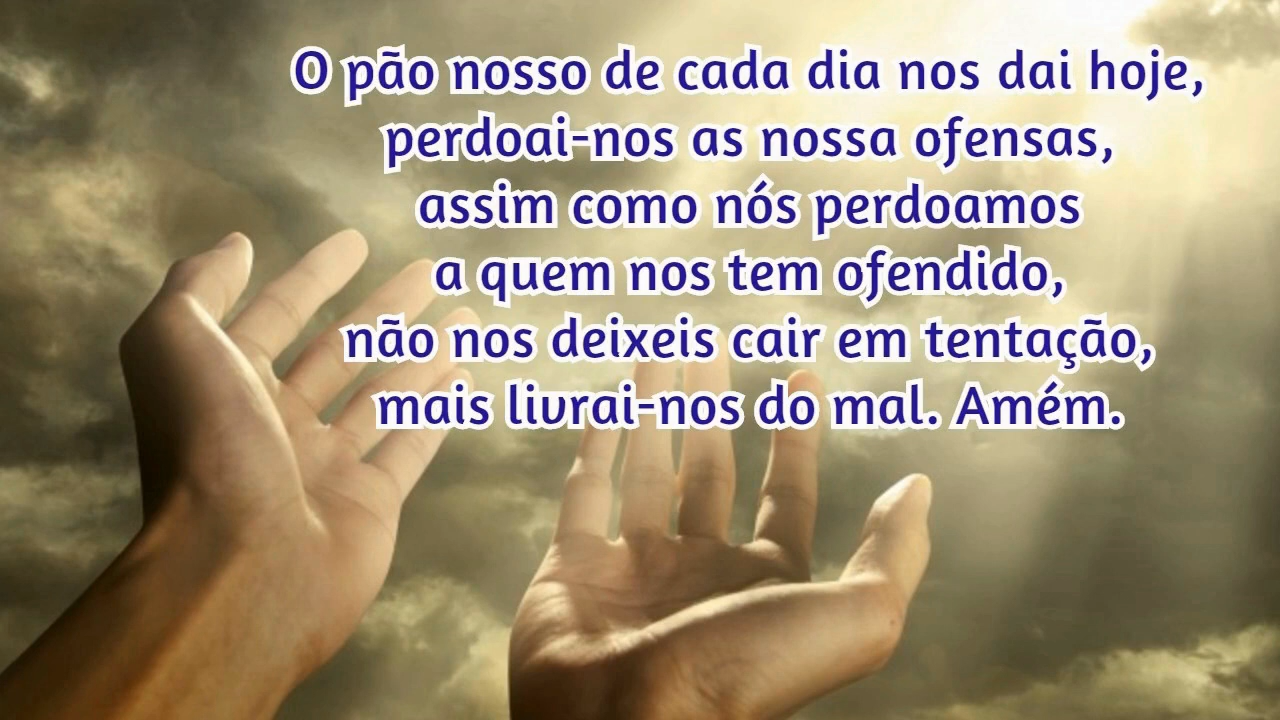 O pão nosso de cada dia nos dai hoje,
perdoai-nos as nossa ofensas,
assim como nós perdoamos
a quem nos tem ofendido,
não nos deixeis cair em tentação,
mais livrai-nos do mal. Amém.